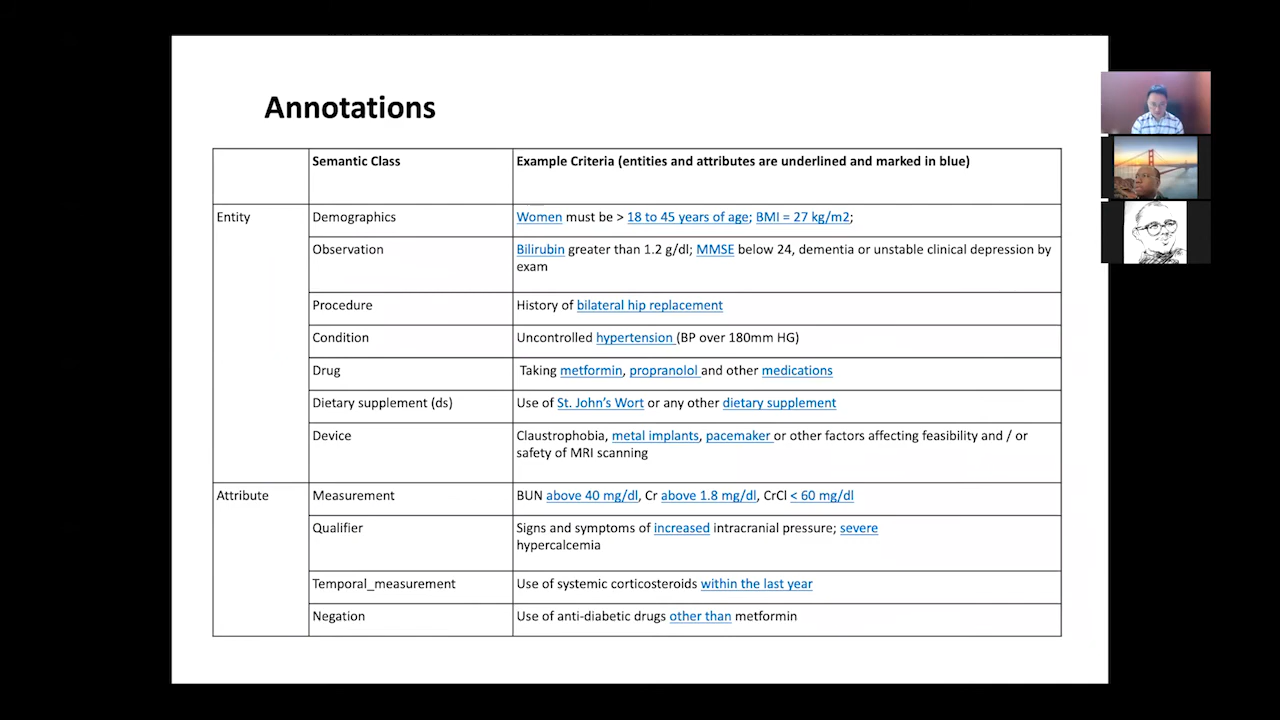 Annotations
Semantic Class
Example Criteria (entities and attributes are underlined and marked in blue)
Entity
Demographics
Women must be > 18 to 45 years of age; BMI = 27 kg/m2;
Observation
Bilirubin greater than 1.2 g/dl; MMSE below 24, dementia or unstable clinical depression by
exam
Procedure
History of bilateral hip replacement
Condition
Uncontrolled hypertension (BP over 180mm HG)
Drug
Taking metformin, propranolol and other medications
Dietary supplement (ds)
Use of St. John’s Wort or any other dietary supplement
Device
Claustrophobia, metal implants, pacemaker or other factors affecting feasibility and / or
safety of MRI scanning
Attribute
Measurement
BUN above 40 mg/dl, Cr above 1.8 mg/dl, CrCl < 60 mg/dl
Qualifier
Signs and symptoms of increased intracranial pressure; severe
hypercalcemia
Temporal_measurement
Use of systemic corticosteroids within the last year
Negation
Use of anti-diabetic drugs other than metformin